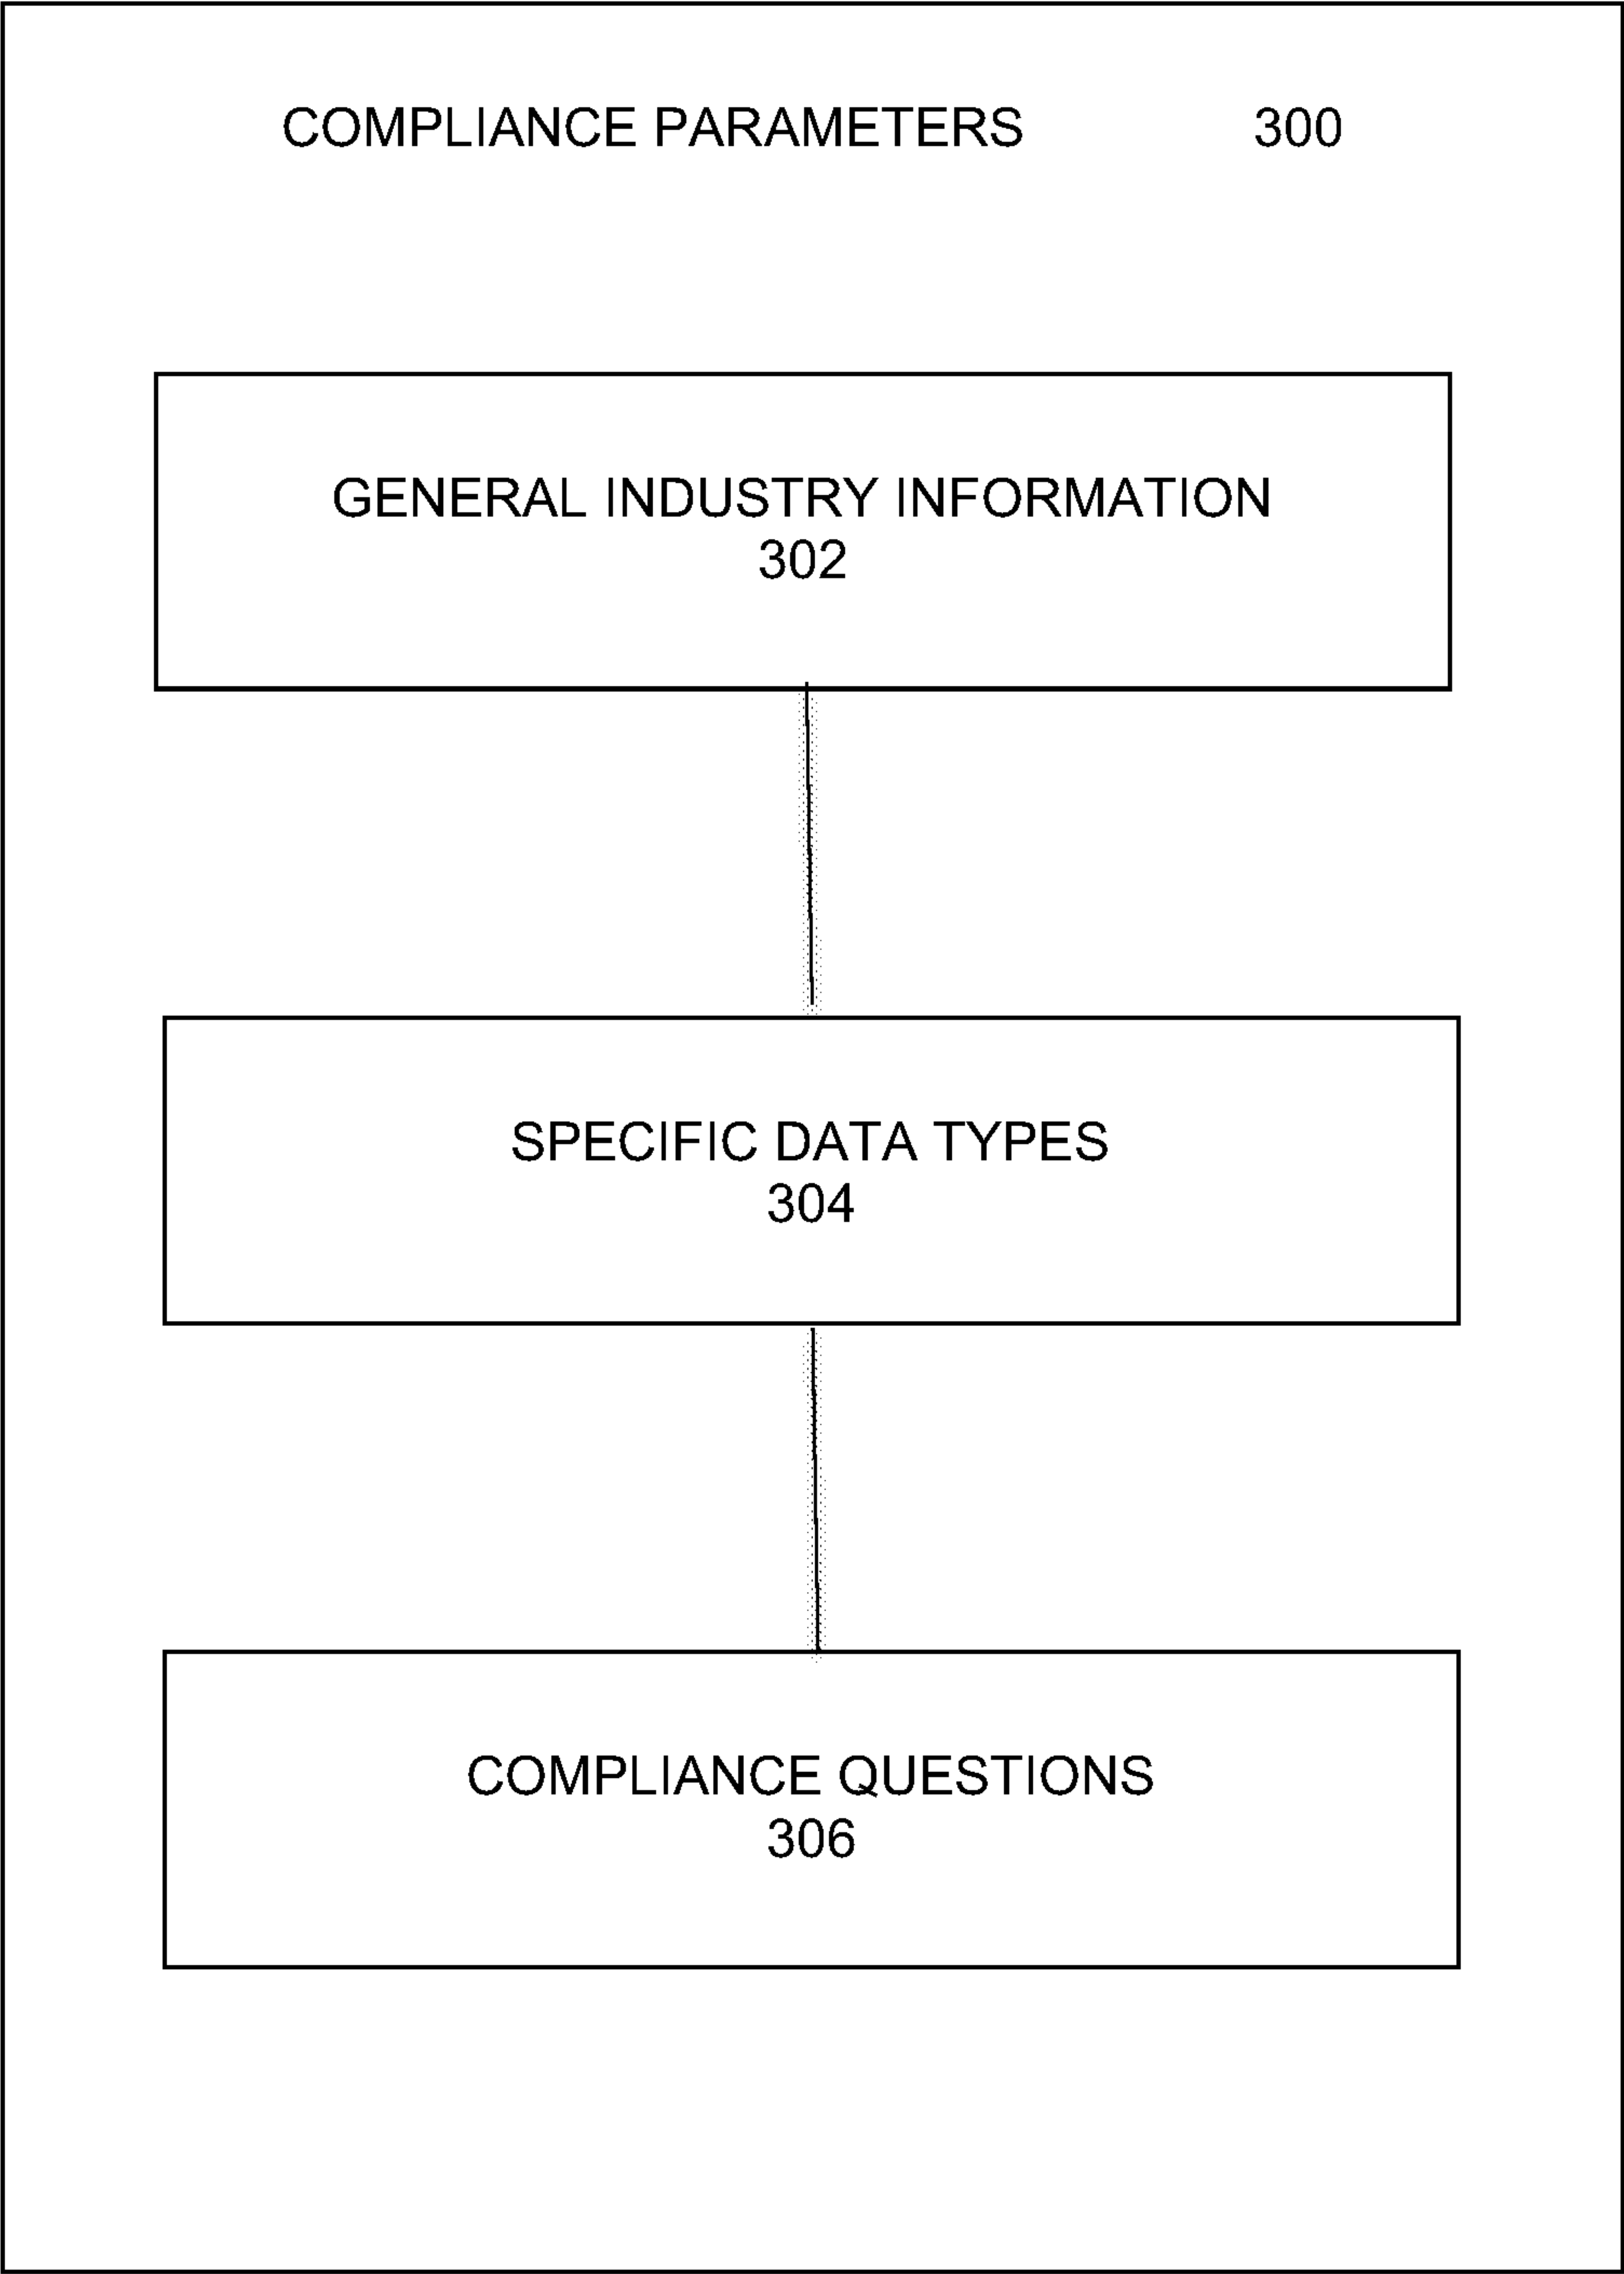 COMPLIANCE PARAMETERS 300
GENERAL INDUSTRY INFORMATION
302
SPECIFIC DATA TYPES
304
COMPLIANCE QUESTIONS
306